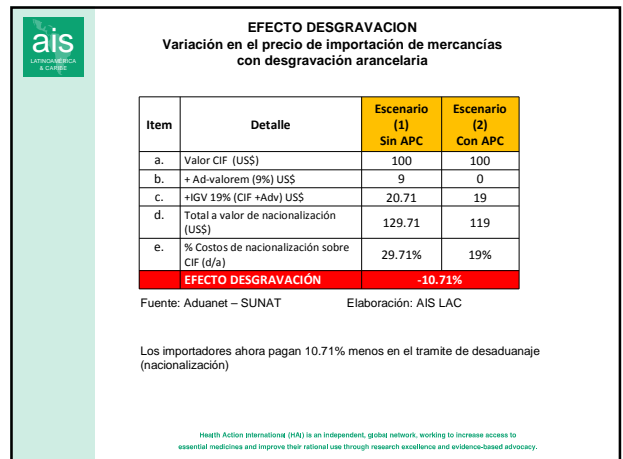 ais
LATINOAMERICA
& CARIBE
EFECTO DESGRAVACION
Variación en el precio de importación de mercancías
con desgravación arancelaria
Item Detalle Escenario (1) Sin APC Escenario (2) Con APC
a. Valor CIF (US$) 100 100
b. + Ad-valorem (9%) US$ 9 0
c. +IGV 19% (CIF +Adv) US$ 20.71 19
d. Total a valor de nacionalización (US$) 129.71 119
e. % Costos de nacionalización sobre CIF (d/a) 29.71% 19%
EFECTO DESGRAVACIÓN -10.71%
Fuente: Aduanet – SUNAT Elaboración: AIS LAC
Los importadores ahora pagan 10.71% menos en el tramite de desaduanaje
(nacionalización)
Health Action International (HAI) is an independent, global network, working to increase access to
essential medicines and improve their rational use through research excellence and evidence-based advocacy.